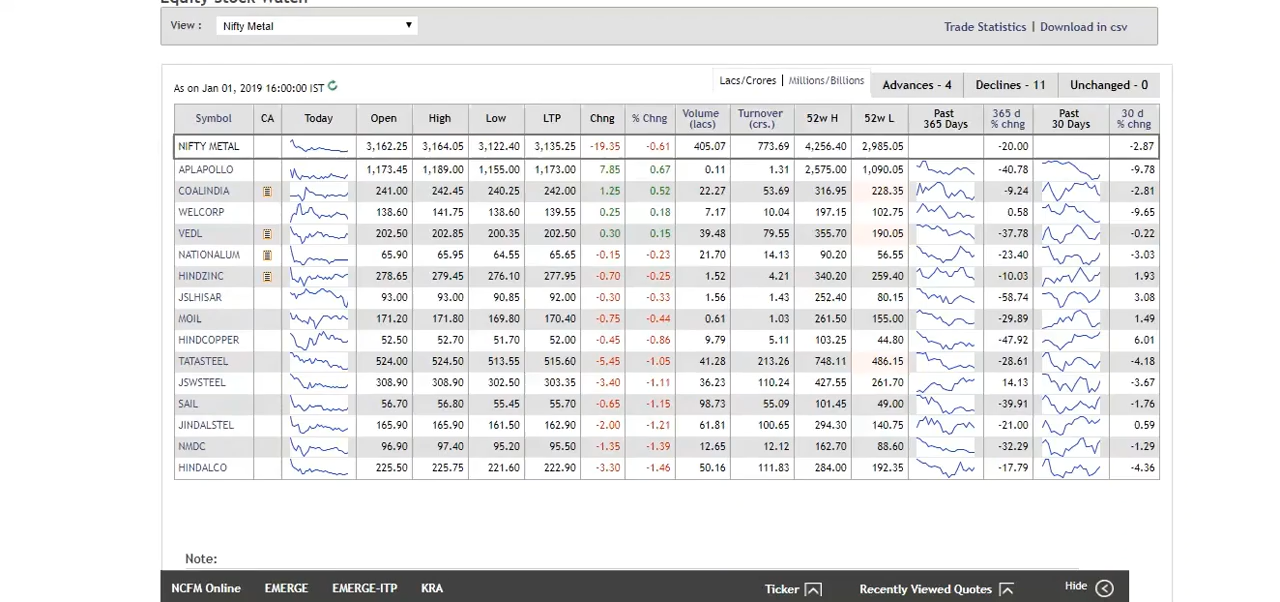 Equity Stock Watch
View : Nifty Metal Trade Statistics | Download in csv
As on Jan 01, 2019 16:00:00 IST Lacs/Crores | Millions/Billions Advances - 4 Declines - 11 Unchanged - 0
Symbol CA Today Open High Low LTP Chng % Chng Volume (lacs) Turnover (crs.) 52w H 52w L Past 365 Days 365 d % chng Past 30 Days 30 d % chng
NIFTY METAL 3,162.25 3,164.05 3,122.40 3,135.25 -19.35 -0.61 405.07 773.69 4,256.40 2,985.05 -20.00 -2.87
APLAPOLLO 1,173.45 1,189.00 1,155.00 1,173.00 7.85 0.67 0.11 1.31 2,575.00 1,090.05 -40.78 -9.78
COALINDIA 241.00 242.45 240.25 242.00 1.25 0.52 22.27 53.69 316.95 228.35 -9.24 -2.81
WELCORP 138.60 141.75 138.60 139.55 0.25 0.18 7.17 10.04 197.15 102.75 0.58 -9.65
VEDL 202.50 202.85 200.35 202.50 0.30 0.15 39.48 79.55 355.70 190.05 -37.78 -0.22
NATIONALUM 65.90 65.95 64.55 65.65 -0.15 -0.23 21.70 14.13 90.20 56.55 -23.40 -3.03
HINDZINC 278.65 279.45 276.10 277.95 -0.70 -0.25 1.52 4.21 340.20 259.40 -10.03 1.93
JSLHISAR 93.00 93.00 90.85 92.00 -0.30 -0.33 1.56 1.43 252.40 80.15 -58.74 3.08
MOIL 171.20 171.80 169.80 170.40 -0.75 -0.44 0.61 1.03 261.50 155.00 -29.89 1.49
HINDCOPPER 52.50 52.70 51.70 52.00 -0.45 -0.86 9.79 5.11 103.25 44.80 -47.92 6.01
TATASTEEL 524.00 524.50 513.55 515.60 -5.45 -1.05 41.28 213.26 748.11 486.15 -28.61 -4.18
JSWSTEEL 308.90 308.90 302.50 303.35 -3.40 -1.11 36.23 110.24 427.55 261.70 14.13 -3.67
SAIL 56.70 56.80 55.45 55.70 -0.65 -1.15 98.73 55.09 101.45 49.00 -39.91 -1.76
JINDALSTEL 165.90 165.90 161.50 162.90 -2.00 -1.21 61.81 100.65 294.30 140.75 -21.00 0.59
NMDC 96.90 97.40 95.20 95.50 -1.35 -1.39 12.65 12.12 162.70 88.60 -32.29 -1.29
HINDALCO 225.50 225.75 221.60 222.90 -3.30 -1.46 50.16 111.83 284.00 192.35 -17.79 -4.36
Note:
NCFM Online EMERGE EMERGE-ITP KRA Ticker Recently Viewed Quotes Hide